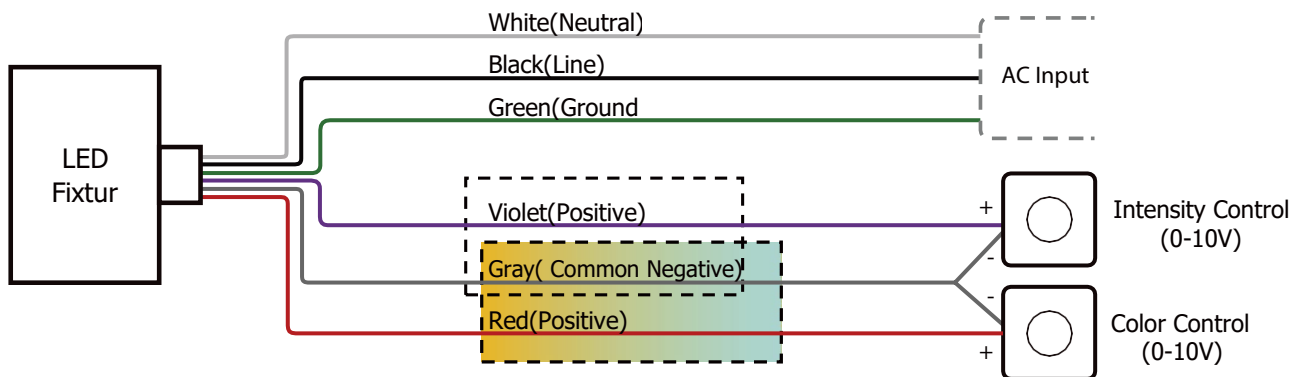 White(Neutral)
Black(Line)
AC Input
Green(Ground
LED
Fixtur
Violet(Positive)
+
Intensity Control
(0-10V)
Gray( Common Negative)
-
-
Red(Positive)
Color Control
(0-10V)
+